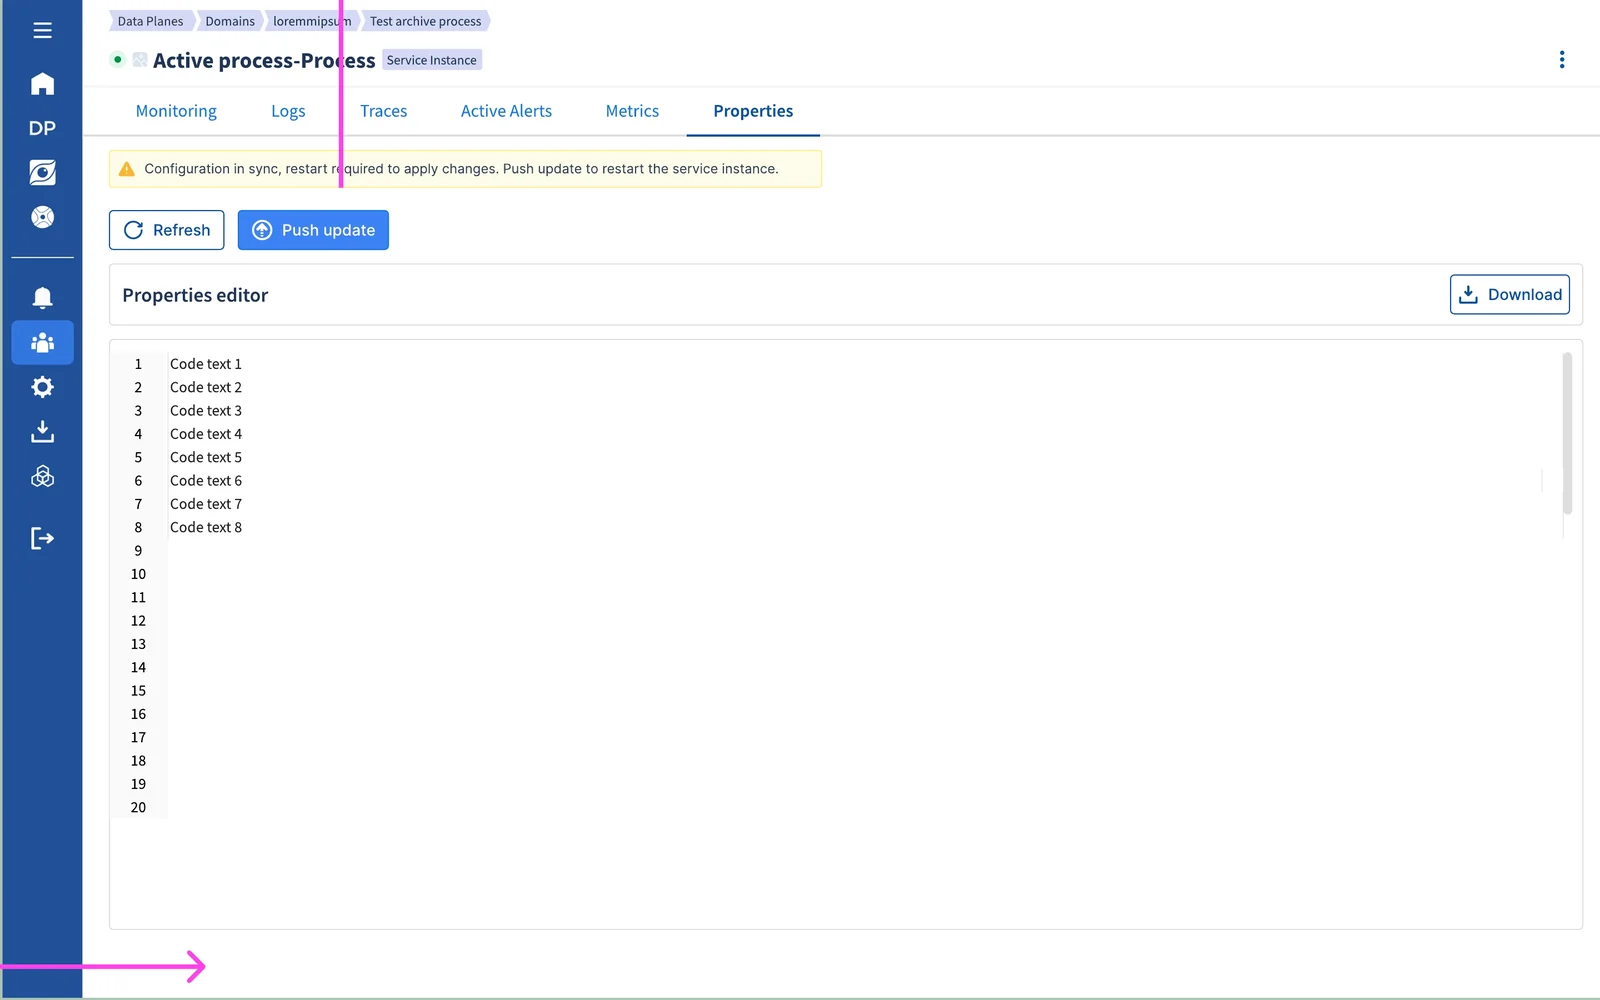 Data Planes Domains loremmipsum Test archive process
Active process-Process Service Instance
Monitoring Logs Traces Active Alerts Metrics Properties
DP
Configuration in sync, restart required to apply changes. Push update to restart the service instance.
Refresh Push update
Properties editor Download
1 Code text 1
2 Code text 2
3 Code text 3
4 Code text 4
5 Code text 5
6 Code text 6
7 Code text 7
8 Code text 8
9
10
11
12
13
14
15
16
17
18
19
20